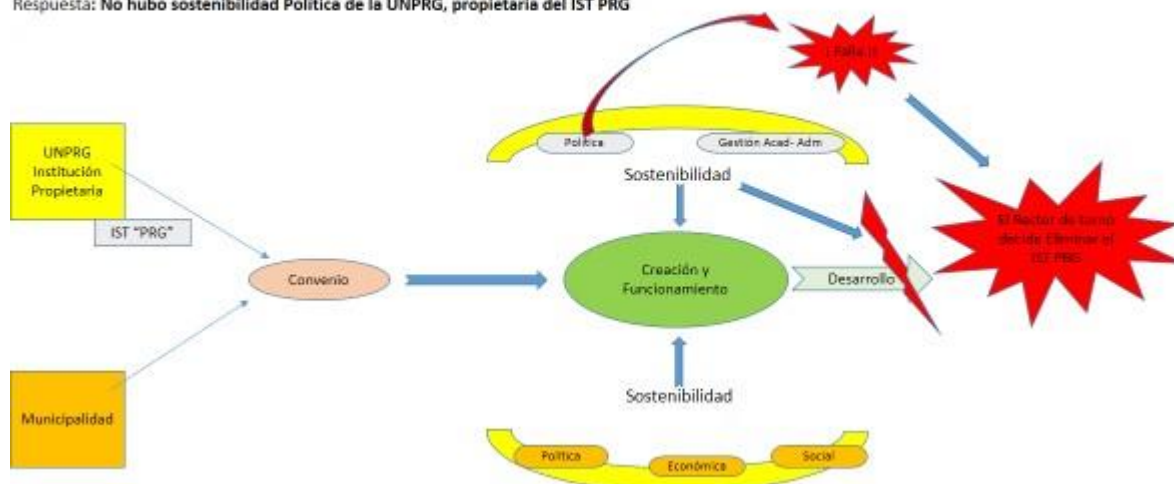 Respuesta: No hubo sostenibilidad Política de la UNPRG, propietaria del IST PRG
¡ Falla !!
UNPRG
Institución
Propietaria
IST "PRG"
Política
Gestión Acad- Adm
Sostenibilidad
El Rector de turno
decide Eliminar el
IST PRG
Convenio
Creación y
Funcionamiento
Desarrollo
Sostenibilidad
Municipalidad
Política
Económica
Social